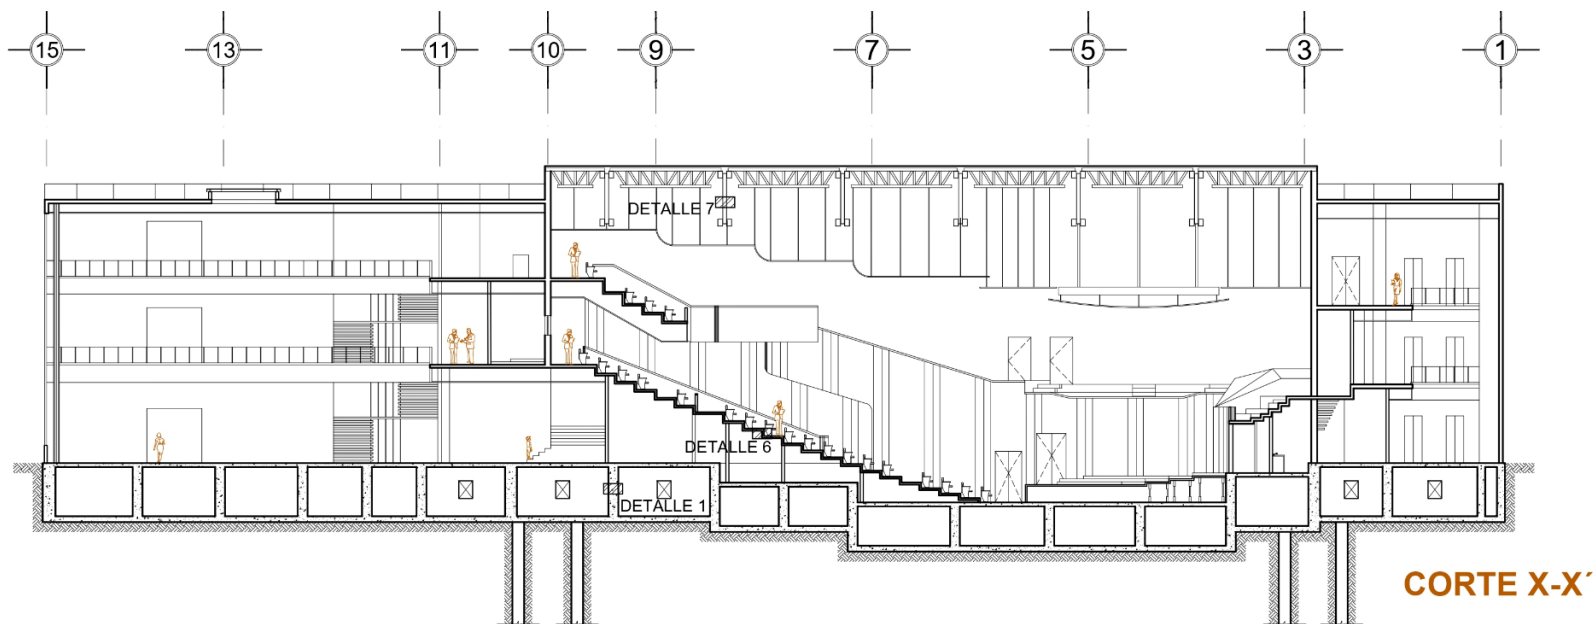 15 13 11 10 9 7 5 3 1
DETALLE 7
DETALLE 6
DETALLE 1
CORTE X-X´